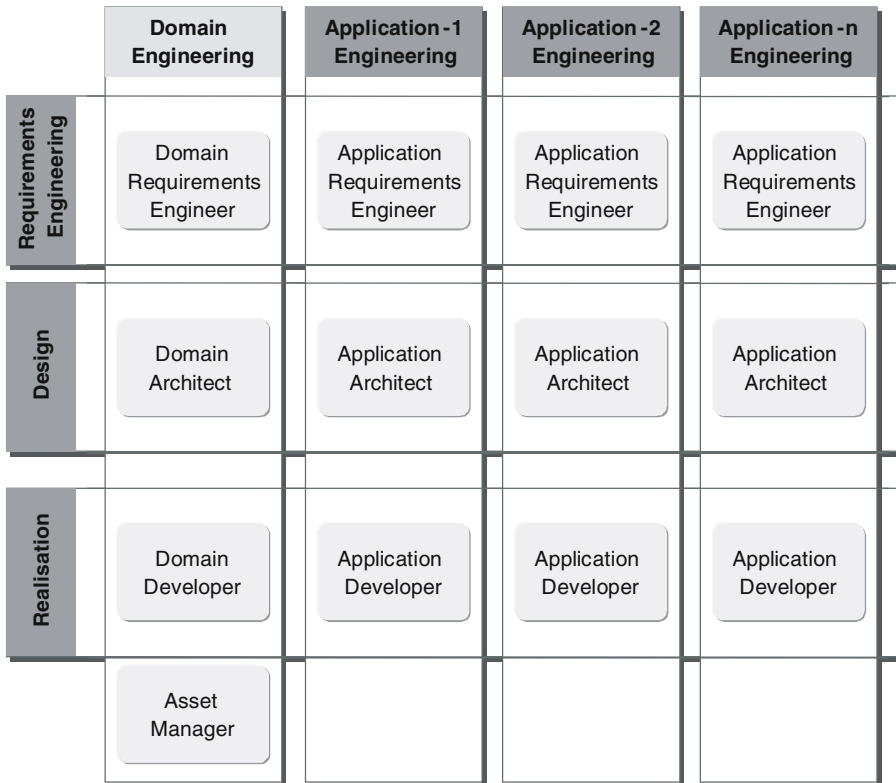 Domain
Engineering
Application-1
Engineering
Application-2
Engineering
Application-n
Engineering
Requirements
Engineering
Domain
Requirements
Engineer
Application
Requirements
Engineer
Application
Requirements
Engineer
Application
Requirements
Engineer
Design
Domain
Architect
Application
Architect
Application
Architect
Application
Architect
Realisation
Domain
Developer
Application
Developer
Application
Developer
Application
Developer
Asset
Manager